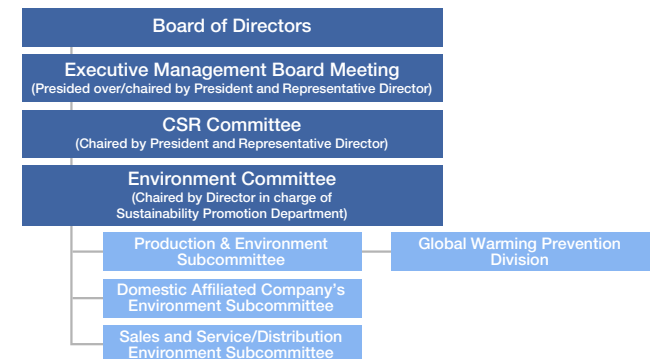 Board of Directors
Executive Management Board Meeting
(Presided over/chaired by President and Representative Director)
CSR Committee
(Chaired by President and Representative Director)
Environment Committee
(Chaired by Director in charge of
Sustainability Promotion Department)
Production & Environment
Subcommittee
Global Warming Prevention
Division
Domestic Affiliated Company's
Environment Subcommittee
Sales and Service/Distribution
Environment Subcommittee